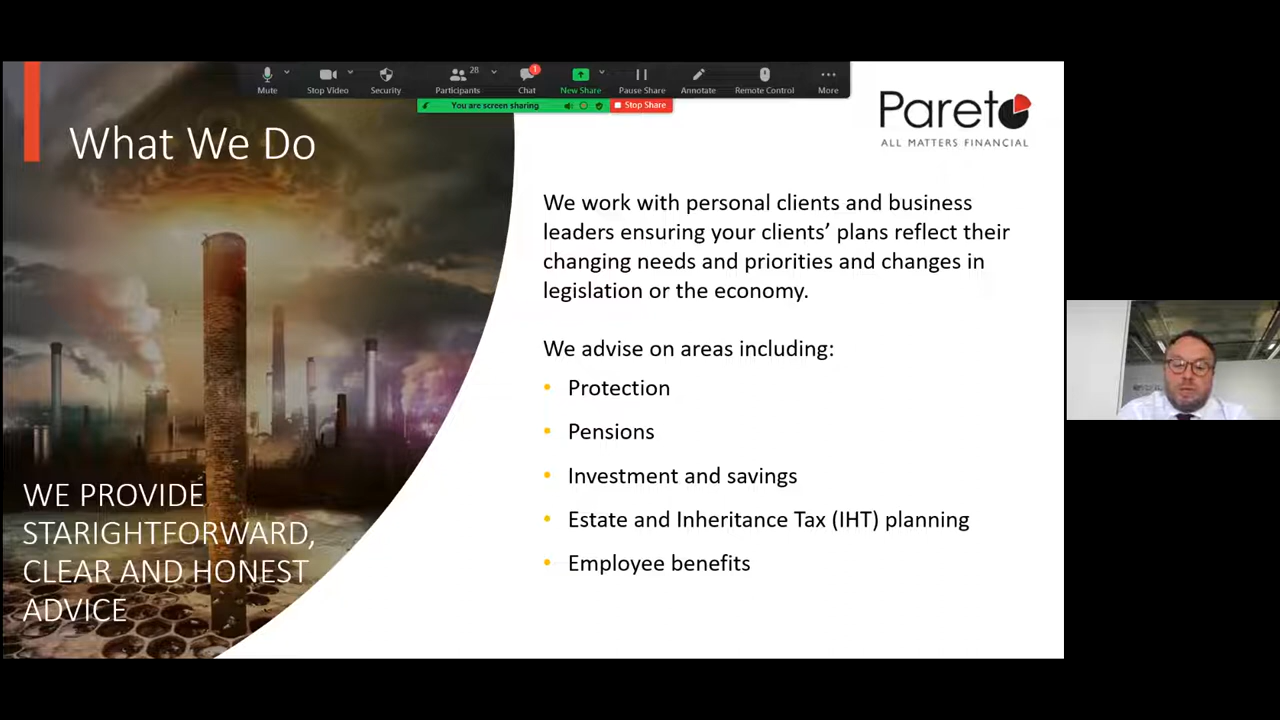 28
1
Mute
Stop Video
Security
Participants
Chat
New Share
Pause Share
Annotate
Remote Control
More
You are screen sharing
Stop Share
What We Do
Pareto
ALL MATTERS FINANCIAL
We work with personal clients and business
leaders ensuring your clients’ plans reflect their
changing needs and priorities and changes in
legislation or the economy.
We advise on areas including:
• Protection
• Pensions
• Investment and savings
• Estate and Inheritance Tax (IHT) planning
• Employee benefits
WE PROVIDE
STARIGHTFORWARD,
CLEAR AND HONEST
ADVICE